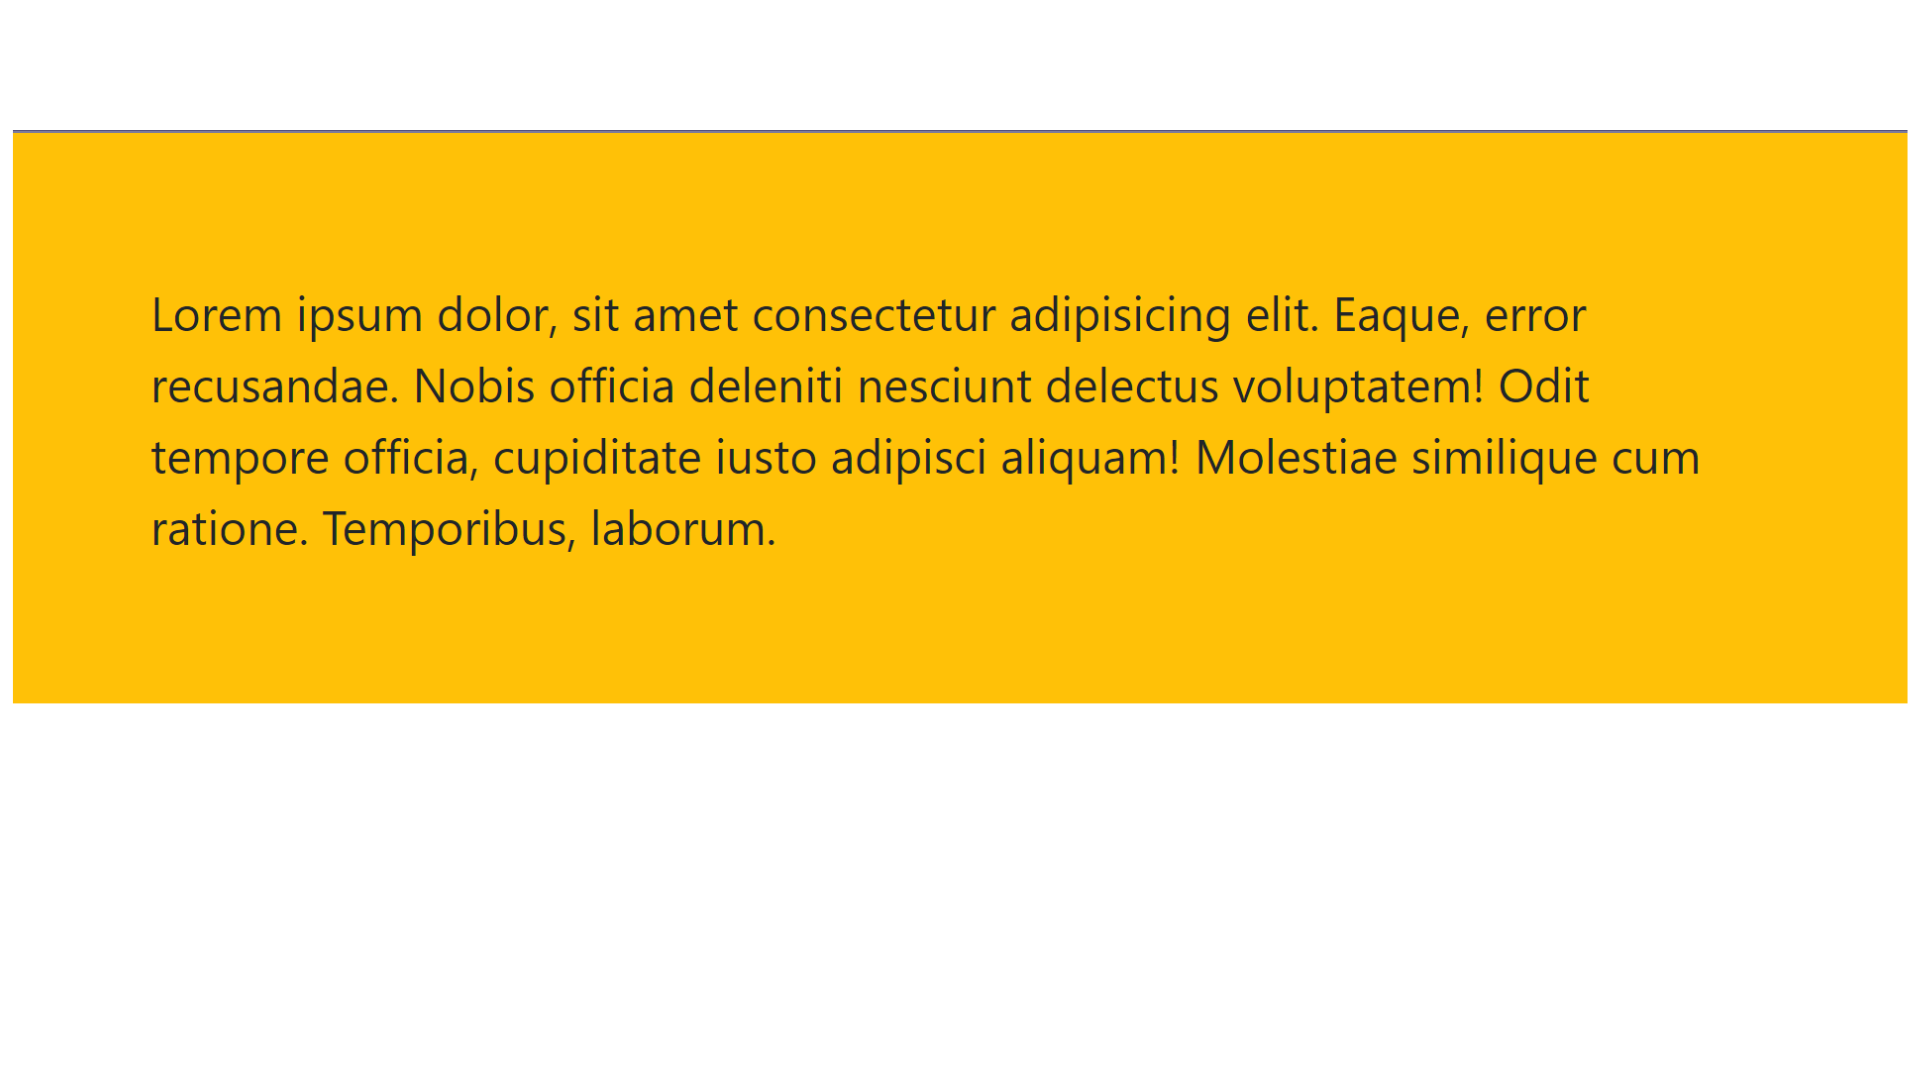 Lorem ipsum dolor, sit amet consectetur adipisicing elit. Eaque, error
recusandae. Nobis officia deleniti nesciunt delectus voluptatem! Odit
tempore officia, cupiditate iusto adipisci aliquam! Molestiae similique cum
ratione. Temporibus, laborum.